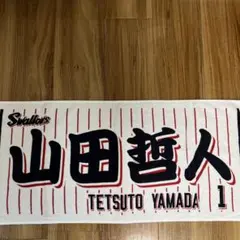 Swallows
山田哲人
TETSUTO YAMADA 1